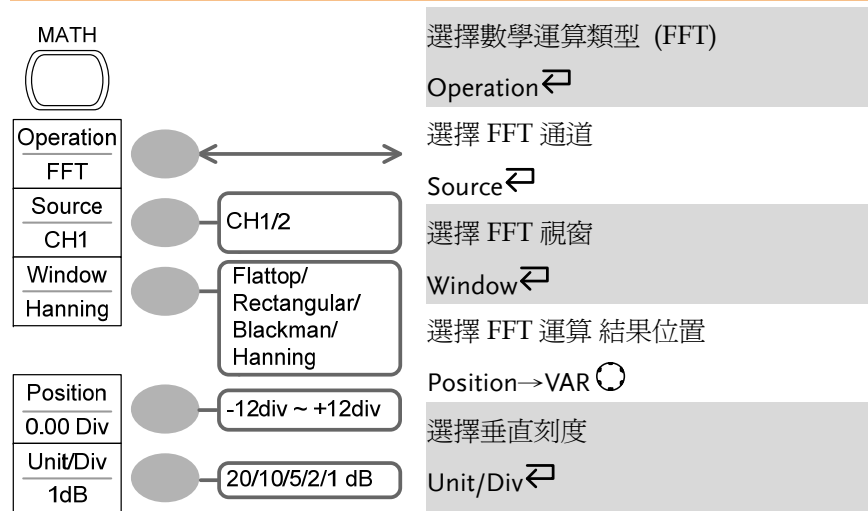 MATH
Operation
FFT
Source
CH1
CH1/2
Window
Hanning
Flattop/
Rectangular/
Blackman/
Hanning
Position
0.00 Div
-12div ~ +12div
Unit/Div
1dB
20/10/5/2/1 dB
選擇數學運算類型 (FFT)
Operation
選擇 FFT 通道
Source
選擇 FFT 視窗
Window
選擇 FFT 運算 結果位置
Position→VAR
選擇垂直刻度
Unit/Div